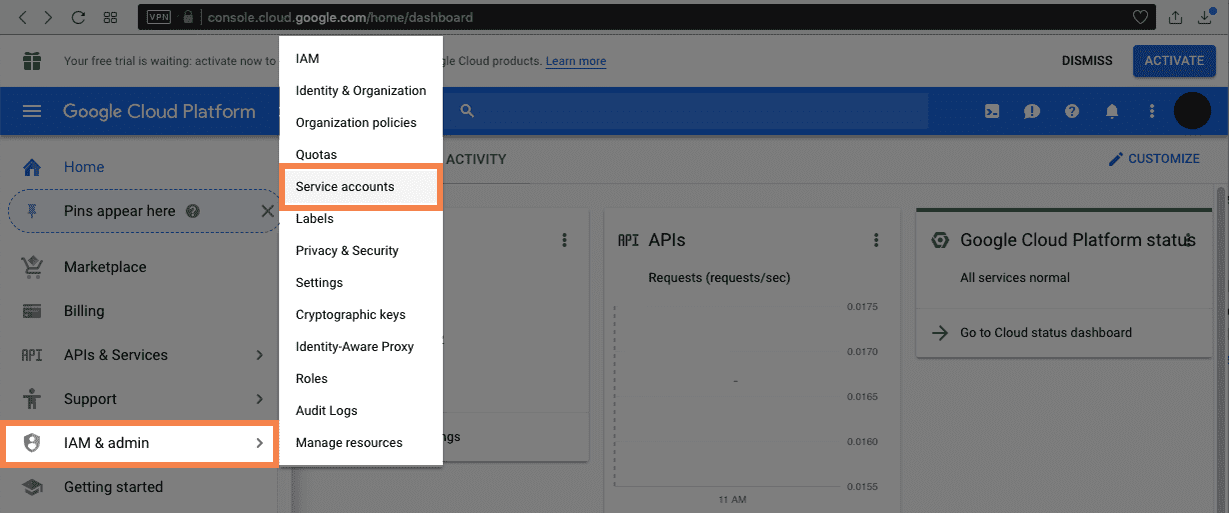 VPN
console.cloud.google.com/home/dashboard
Your free trial is waiting: activate now to
gle Cloud products. Learn more
DISMISS
ACTIVATE
Google Cloud Platform
Home
Pins appear here
Marketplace
Billing
API APIs & Services
Support
IAM & admin
Getting started
IAM
Identity & Organization
Organization policies
Quotas
Service accounts
Labels
Privacy & Security
Settings
Cryptographic keys
Identity-Aware Proxy
Roles
Audit Logs
Manage resources
ACTIVITY
CUSTOMIZE
ngs
API APIs
Requests (requests/sec)
0.0175
0.0170
0.0165
0.0160
0.0155
11 AM
Google Cloud Platform status
All services normal
Go to Cloud status dashboard